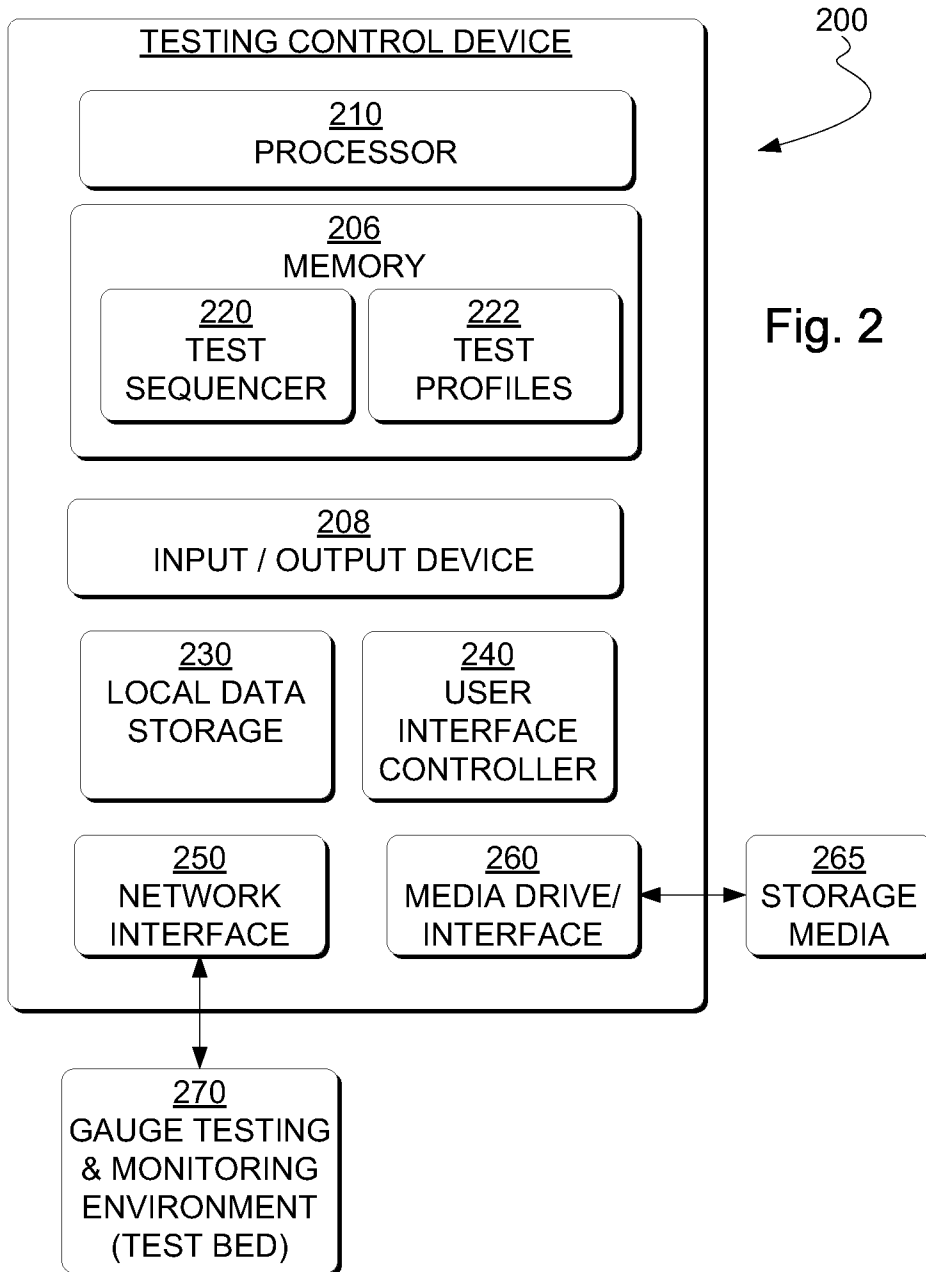 TESTING CONTROL DEVICE
200
210
PROCESSOR
206
MEMORY
220
TEST
SEQUENCER
222
TEST
PROFILES
Fig. 2
208
INPUT / OUTPUT DEVICE
230
LOCAL DATA
STORAGE
240
USER
INTERFACE
CONTROLLER
250
NETWORK
INTERFACE
260
MEDIA DRIVE/
INTERFACE
265
STORAGE
MEDIA
270
GAUGE TESTING
& MONITORING
ENVIRONMENT
(TEST BED)